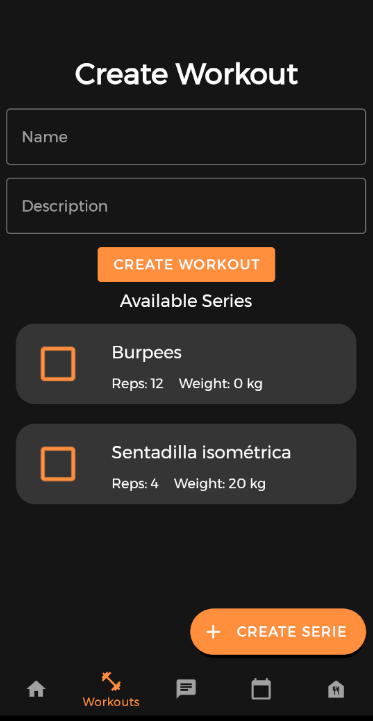 Create Workout
Name
Description
CREATE WORKOUT
Available Series
Burpees
Reps: 12 Weight: 0 kg
Sentadilla isométrica
Reps: 4 Weight: 20 kg
+ CREATE SERIE
Workouts